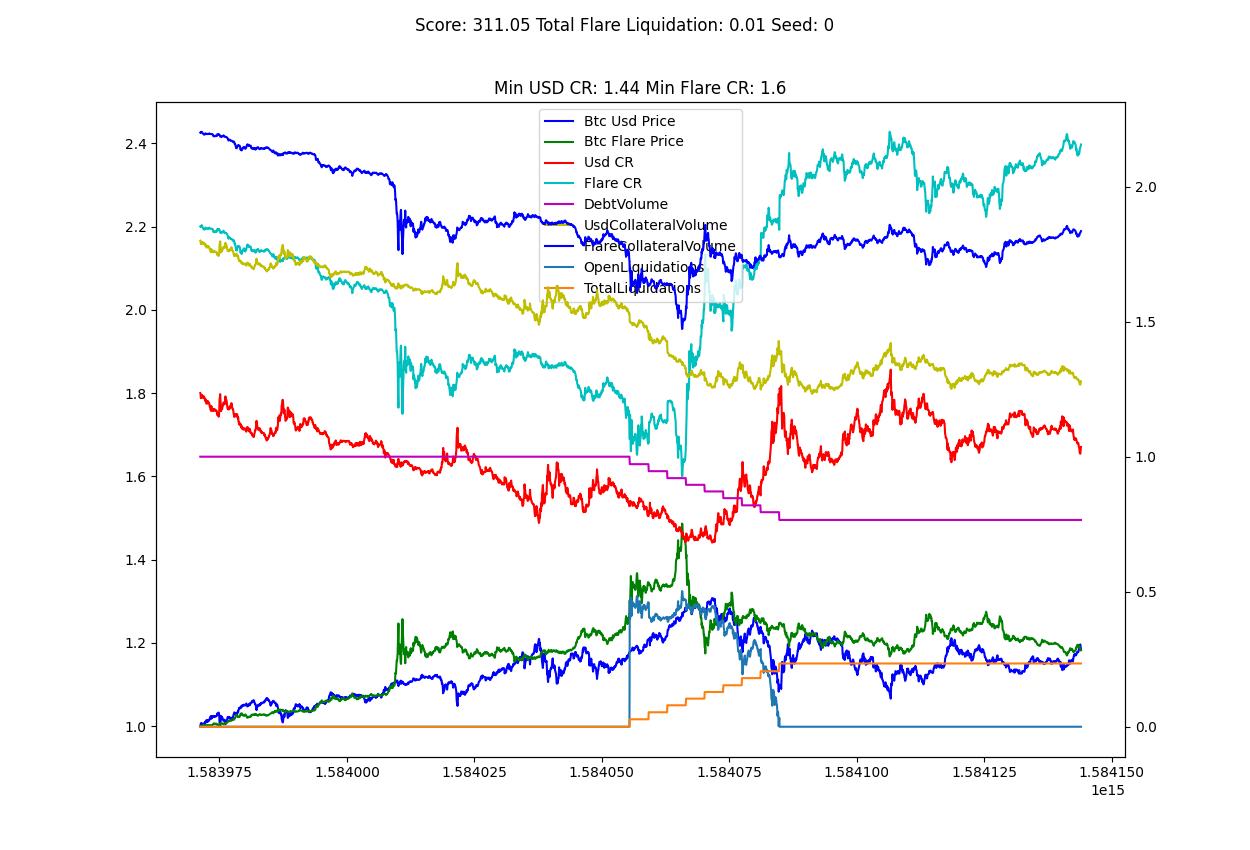 Score: 311.05 Total Flare Liquidation: 0.01 Seed: 0
Min USD CR: 1.44 Min Flare CR: 1.6
Btc Usd Price
Btc Flare Price
Usd CR
Flare CR
DebtVolume
UsdCollateralVolume
FlareCollateralVolume
OpenLiquidations
TotalLiquidations
2.4
2.2
2.0
1.8
1.6
1.4
1.2
1.0
2.0
1.5
1.0
0.5
0.0
1.583975
1.584000
1.584025
1.584050
1.584075
1.584100
1.584125
1.584150
1e15